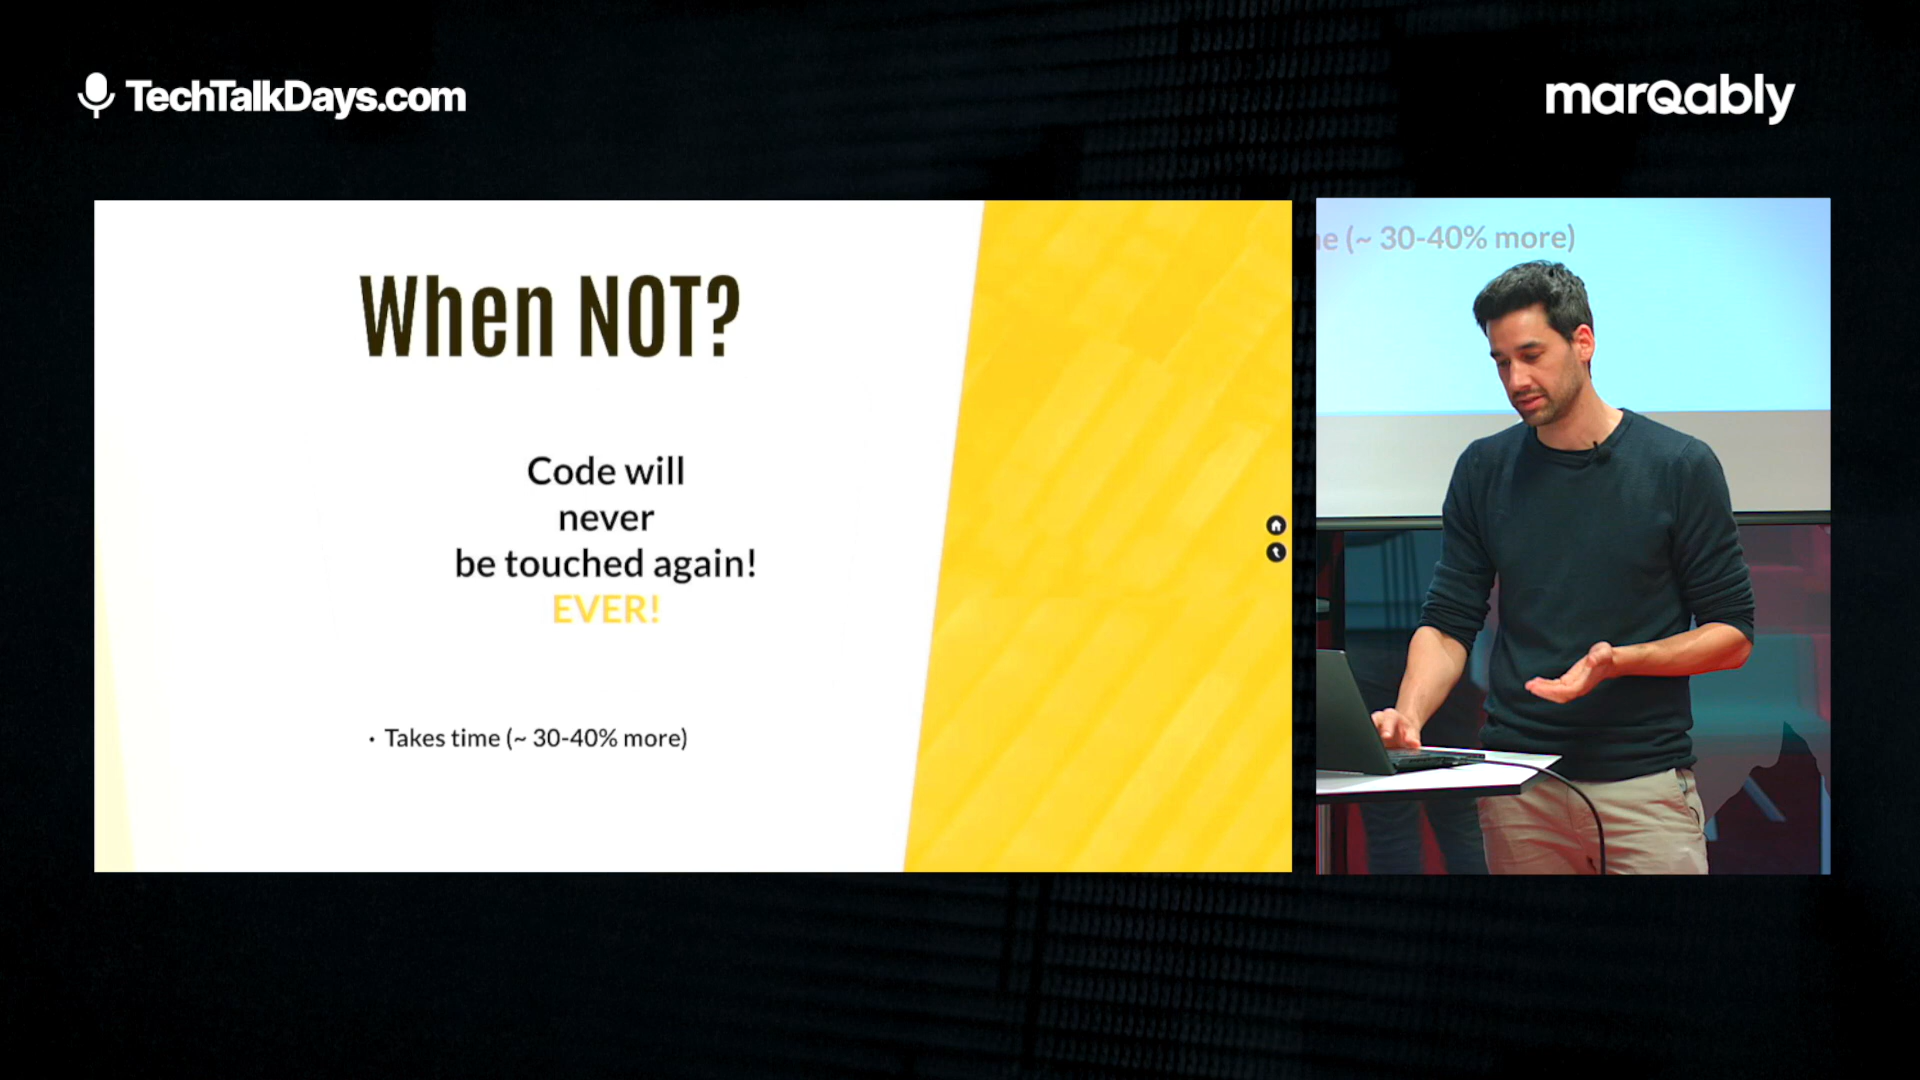 TechTalkDays.com
marQably
When NOT?
Code will
never
be touched again!
EVER!
· Takes time (~ 30-40% more)
e (~ 30-40% more)